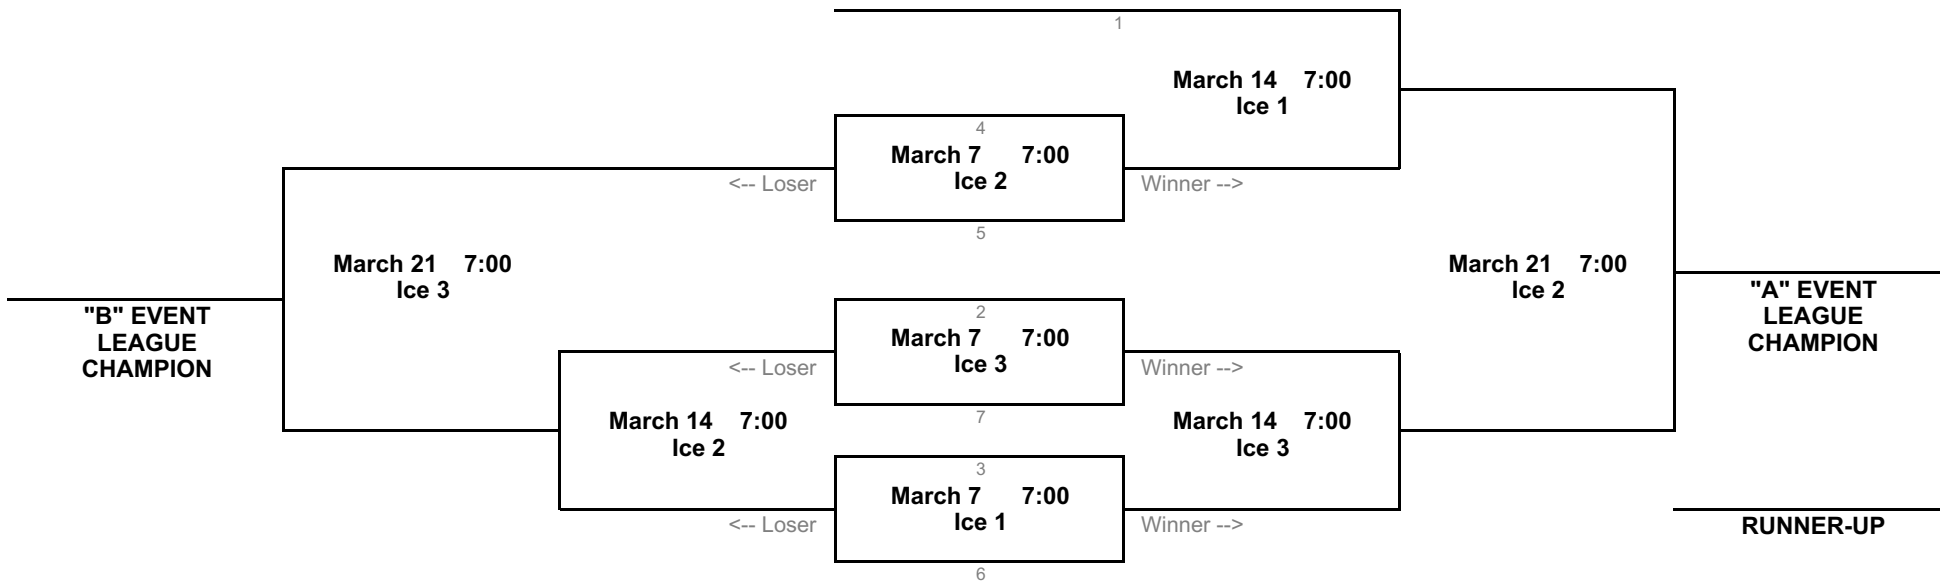 1
March 14 7:00
Ice 1
4
March 7 7:00
Ice 2
<-- Loser
Winner -->
5
March 21 7:00
Ice 3
March 21 7:00
Ice 2
"B" EVENT
LEAGUE
CHAMPION
"A" EVENT
LEAGUE
CHAMPION
2
March 7 7:00
Ice 3
<-- Loser
Winner -->
7
March 14 7:00
Ice 2
March 14 7:00
Ice 3
3
March 7 7:00
Ice 1
<-- Loser
Winner -->
RUNNER-UP
6